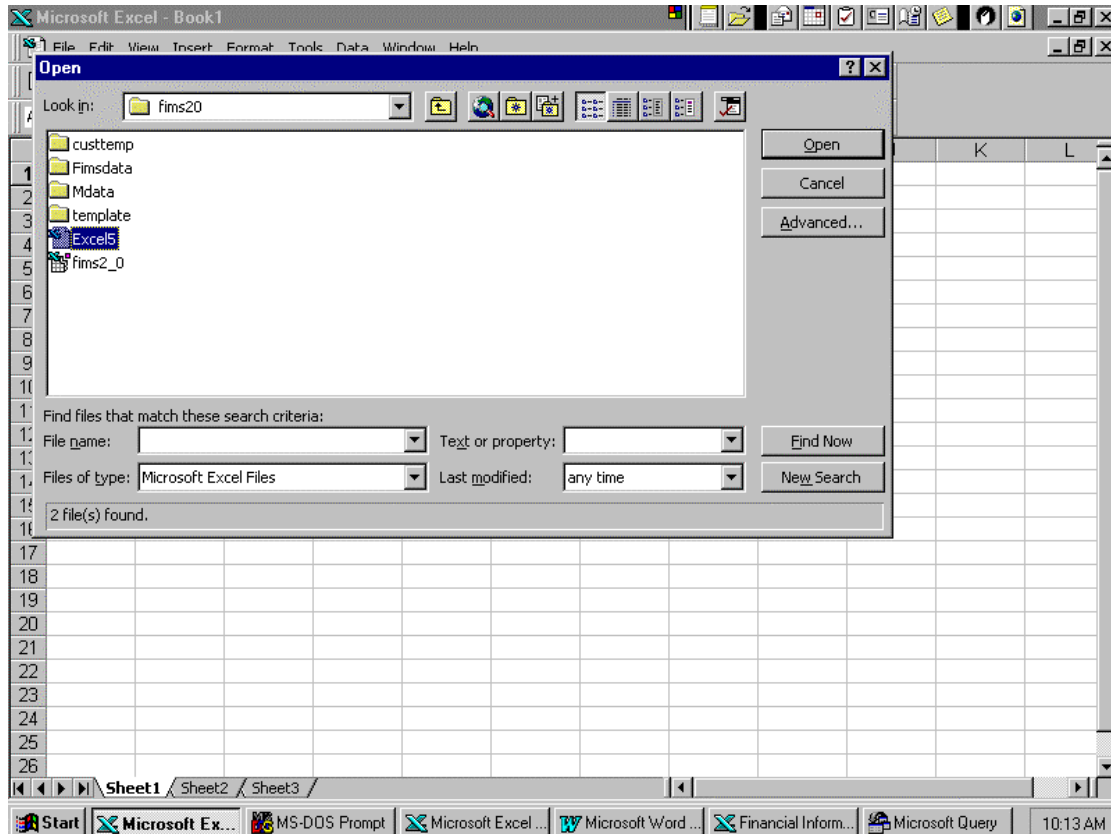 Microsoft Excel - Book1
File Edit View Insert Format Tools Data Window Help
Open
Look in: fims20
custtemp
Fimsdata
Mdata
template
Excel5
fims2_0
Open
Cancel
Advanced...
Find files that match these search criteria:
File name: Text or property: Find Now
Files of type: Microsoft Excel Files Last modified: any time New Search
2 file(s) found.
K L
1
2
3
4
5
6
7
8
9
10
17
18
19
20
21
22
23
24
25
26
Sheet1 Sheet2 Sheet3
Start Microsoft Ex... MS-DOS Prompt Microsoft Excel ... Microsoft Word ... Financial Inform... Microsoft Query 10:13 AM